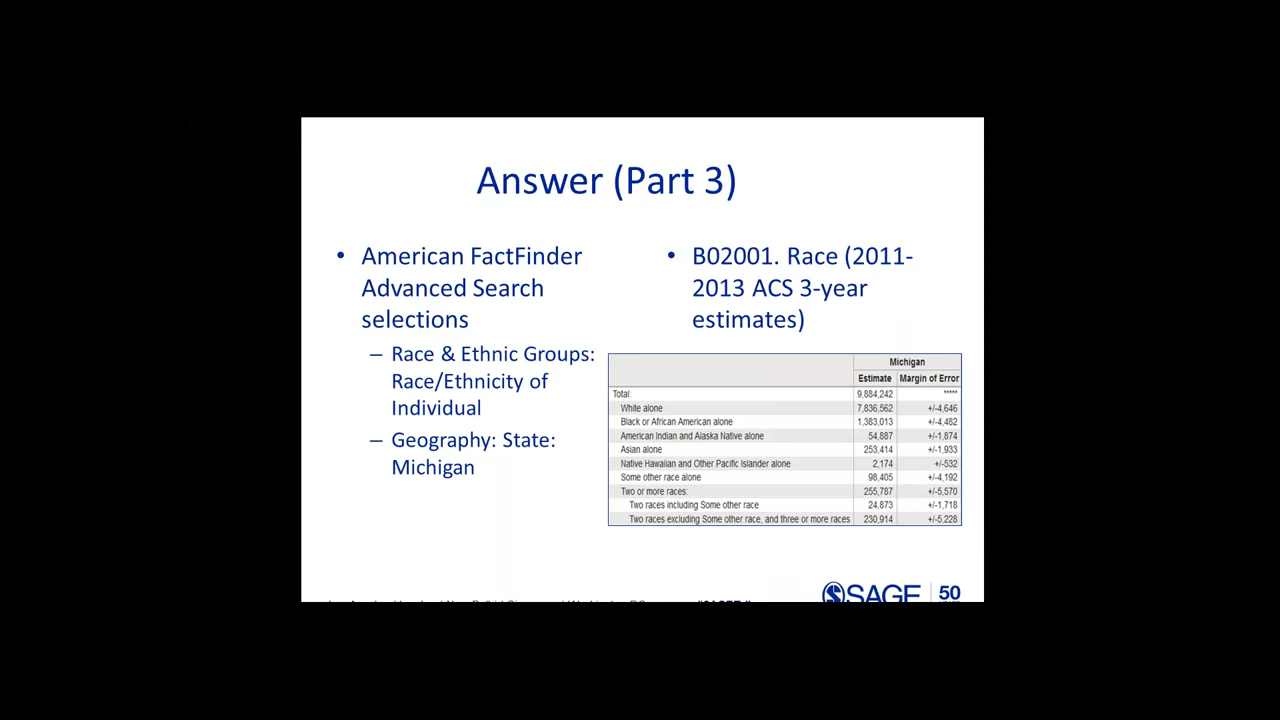 Answer (Part 3)
• American FactFinder
Advanced Search
selections
– Race & Ethnic Groups:
Race/Ethnicity of
Individual
– Geography: State:
Michigan
• B02001. Race (2011-
2013 ACS 3-year
estimates)
Michigan
Estimate Margin of Error
Total: 9,884,242 *****
White alone 7,836,562 +/-4,646
Black or African American alone 1,383,013 +/-4,482
American Indian and Alaska Native alone 54,887 +/-1,874
Asian alone 253,414 +/-1,933
Native Hawaiian and Other Pacific Islander alone 2,174 +/-532
Some other race alone 98,405 +/-4,192
Two or more races: 255,787 +/-5,570
Two races including Some other race 24,873 +/-1,718
Two races excluding Some other race, and three or more races 230,914 +/-5,228
SAGE 50